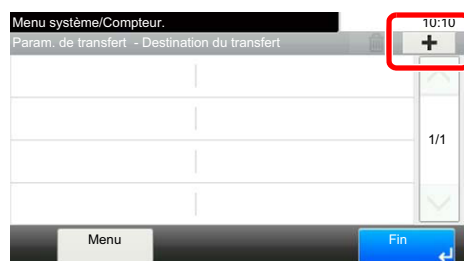 Menu système/Compteur. 10:10
Param. de transfert - Destination du transfert
1/1
Menu Fin